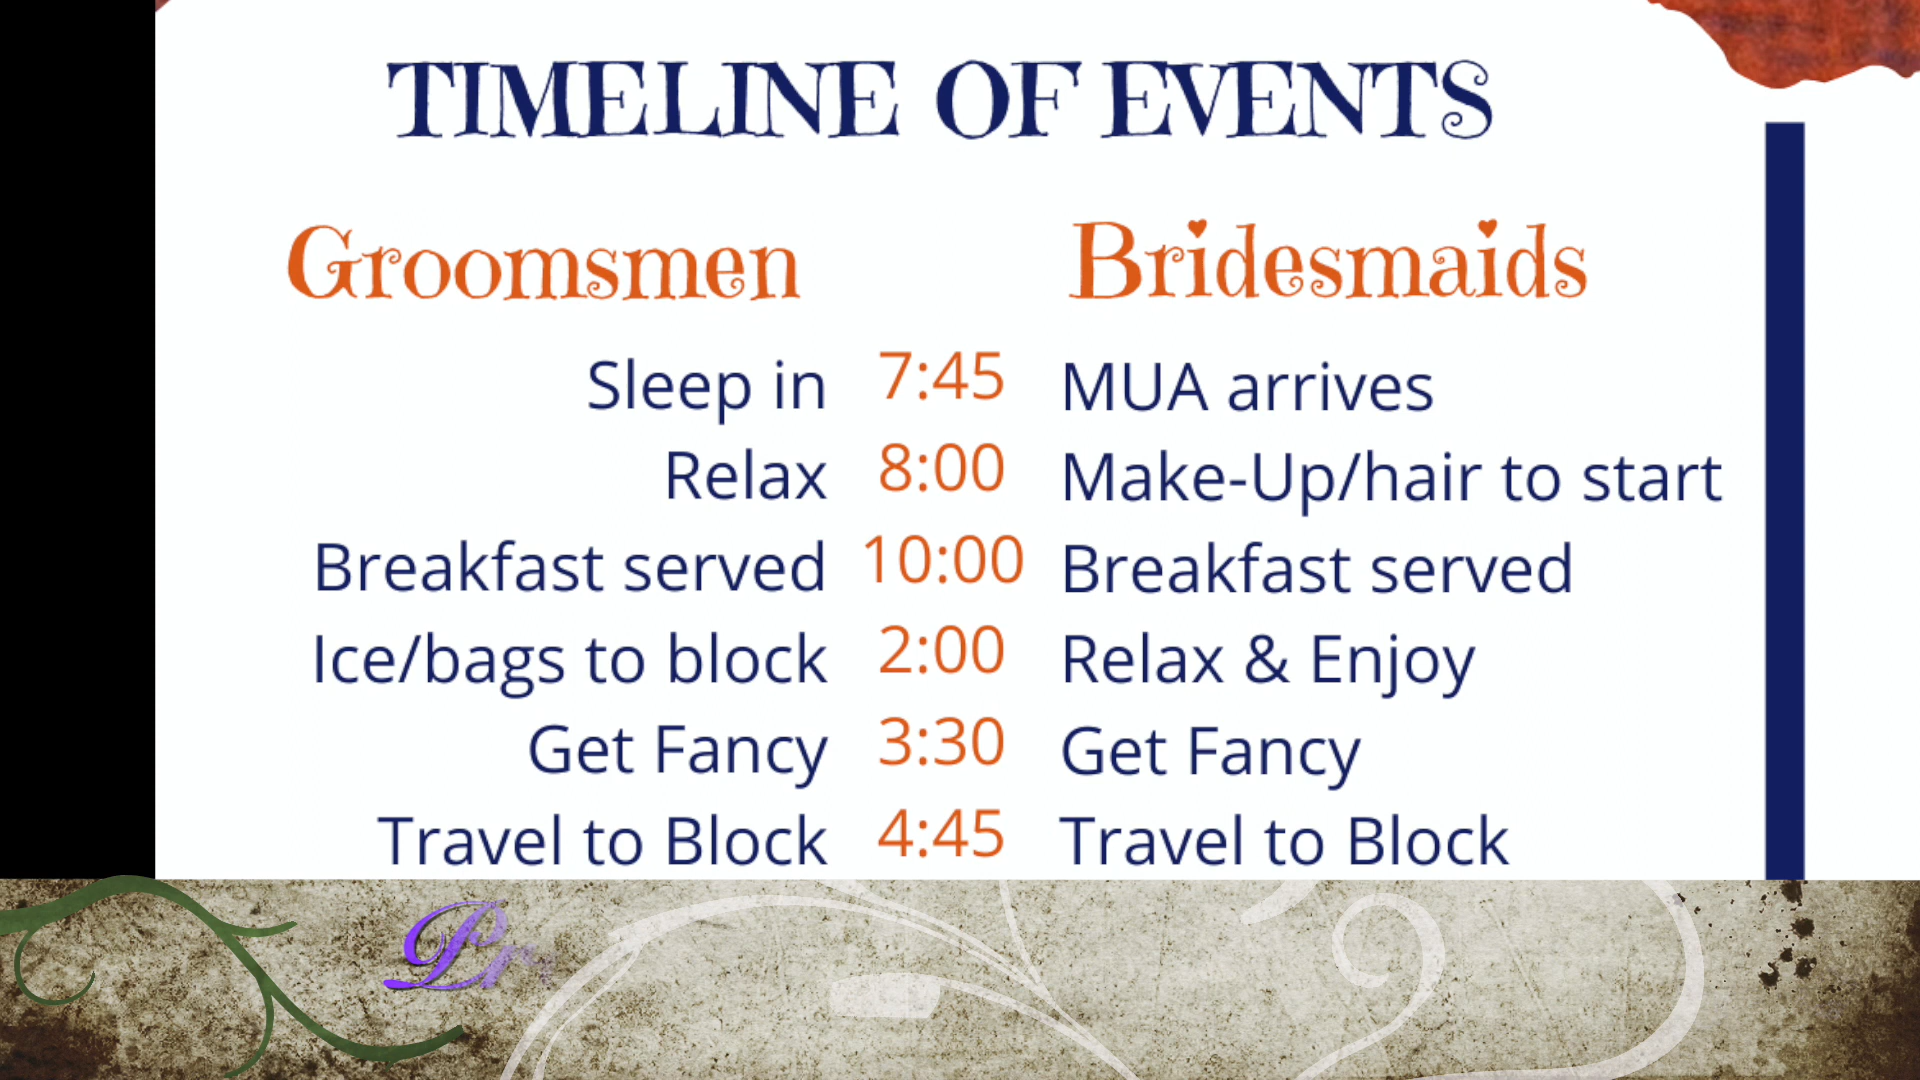 TIMELINE OF EVENTS
Groomsmen Bridesmaids
Sleep in 7:45 MUA arrives
Relax 8:00 Make-Up/hair to start
Breakfast served 10:00 Breakfast served
Ice/bags to block 2:00 Relax & Enjoy
Get Fancy 3:30 Get Fancy
Travel to Block 4:45 Travel to Block